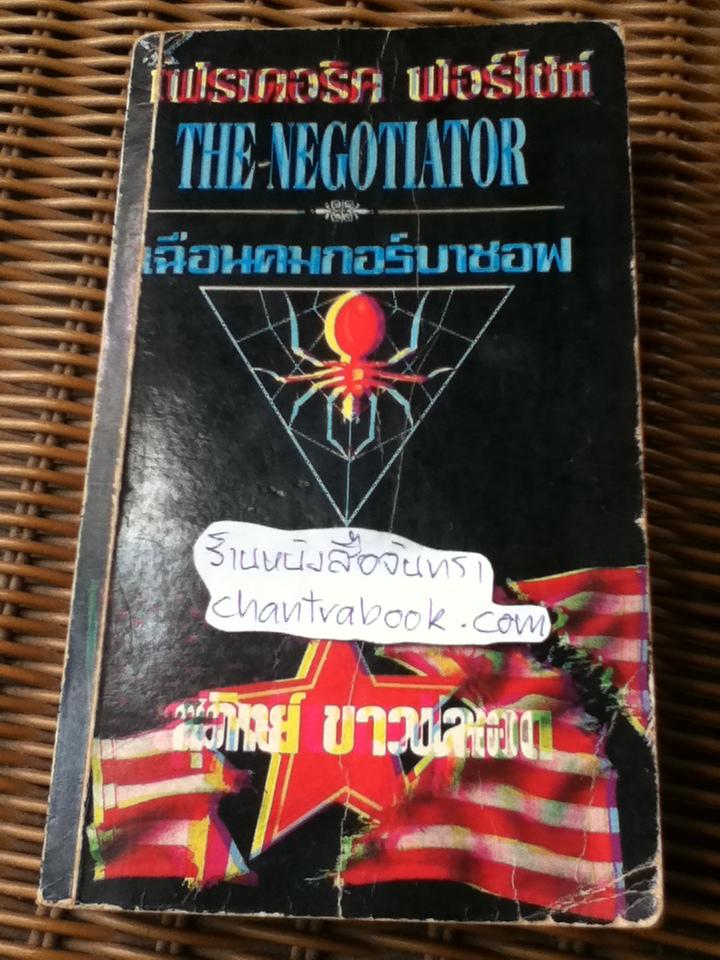 เฟรเดอริค ฟอร์ไซท์
THE NEGOTIATOR
เฉือนคมกอร์บาชอฟ
ร้านหนังสือจันทรา
chantrabook.com
สุวิทย์ ขาวปลอด